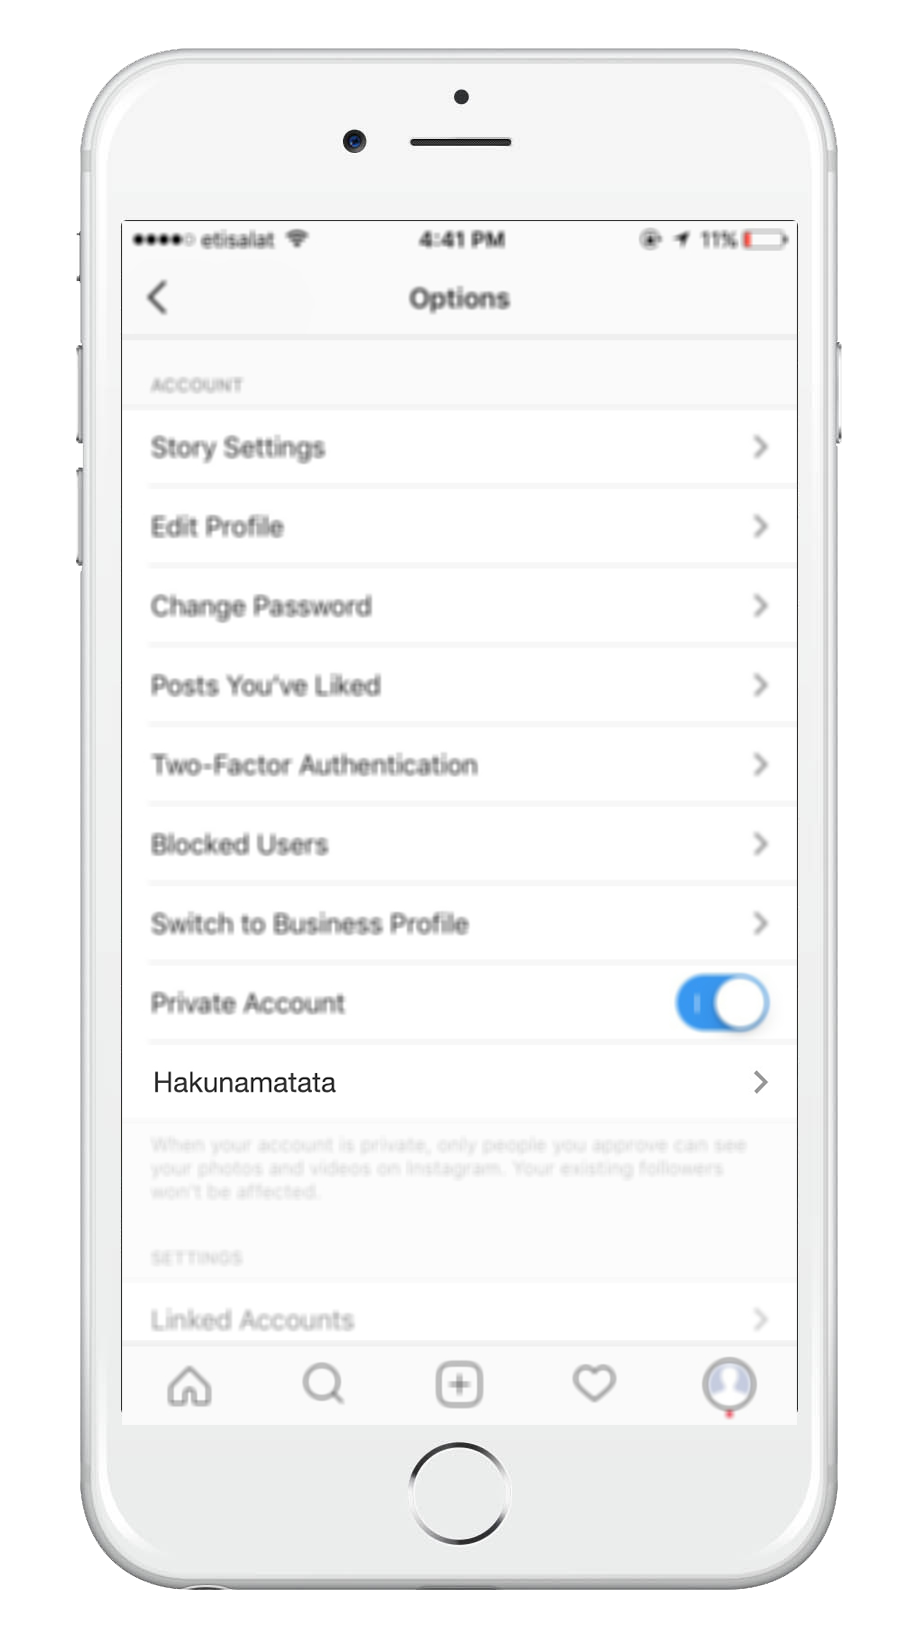 etisalat 4:41 PM 11%
Options
ACCOUNT
Story Settings
Edit Profile
Change Password
Posts You've Liked
Two-Factor Authentication
Blocked Users
Switch to Business Profile
Private Account
Hakunamatata
When your account is private, only people you approve can see
your photos and videos on Instagram. Your existing followers
won't be affected.
SETTINGS
Linked Accounts